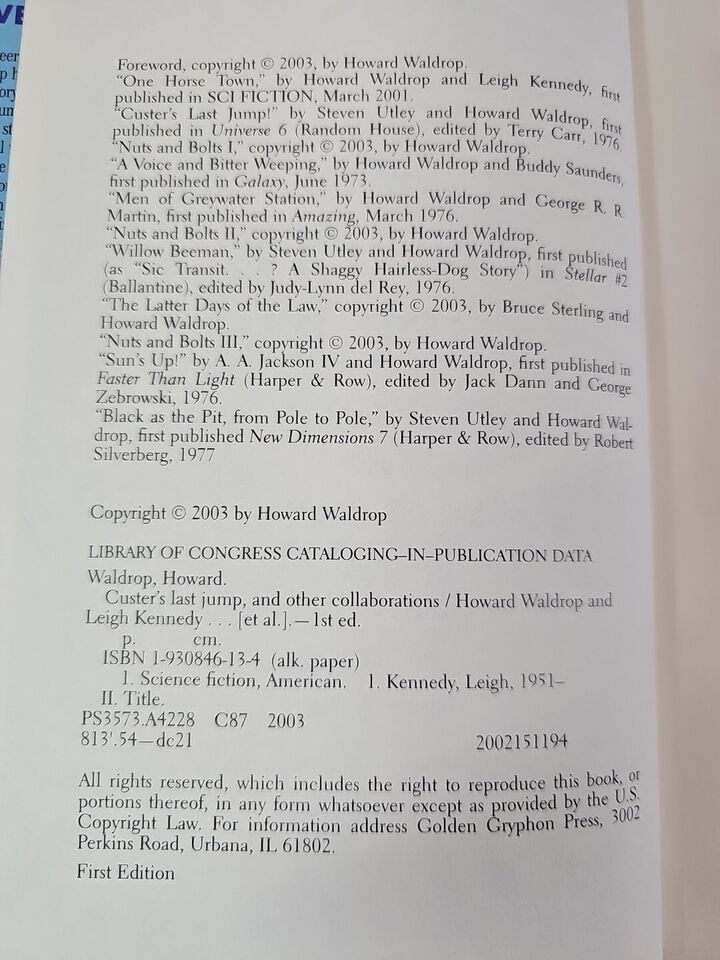 Foreword, copyright © 2003, by Howard Waldrop.
"One Horse Town," by Howard Waldrop and Leigh Kennedy, first
published in SCI FICTION, March 2001.
"Custer's Last Jump!" by Steven Utley and Howard Waldrop, first
published in Universe 6 (Random House), edited by Terry Carr, 1976.
"Nuts and Bolts I," copyright © 2003, by Howard Waldrop.
"A Voice and Bitter Weeping," by Howard Waldrop and Buddy Saunders,
first published in Galaxy, June 1973.
"Men of Greywater Station," by Howard Waldrop and George R. R.
Martin, first published in Amazing, March 1976.
"Nuts and Bolts II," copyright © 2003, by Howard Waldrop.
"Willow Beeman," by Steven Utley and Howard Waldrop, first published
(as "Sic Transit. . . ? A Shaggy Hairless-Dog Story") in Stellar #2
(Ballantine), edited by Judy-Lynn del Rey, 1976.
"The Latter Days of the Law," copyright © 2003, by Bruce Sterling and
Howard Waldrop.
"Nuts and Bolts III," copyright © 2003, by Howard Waldrop.
"Sun's Up!" by A. A. Jackson IV and Howard Waldrop, first published in
Faster Than Light (Harper & Row), edited by Jack Dann and George
Zebrowski, 1976.
"Black as the Pit, from Pole to Pole," by Steven Utley and Howard Wal-
drop, first published New Dimensions 7 (Harper & Row), edited by Robert
Silverberg, 1977
Copyright © 2003 by Howard Waldrop
LIBRARY OF CONGRESS CATALOGING–IN–PUBLICATION DATA
Waldrop, Howard.
Custer's last jump, and other collaborations / Howard Waldrop and
Leigh Kennedy . . . [et al.].—1st ed.
p. cm.
ISBN 1-930846-13-4 (alk. paper)
1. Science fiction, American. 1. Kennedy, Leigh, 1951–
II. Title.
PS3573.A4228 C87 2003
813'.54—dc21 2002151194
All rights reserved, which includes the right to reproduce this book, or
portions thereof, in any form whatsoever except as provided by the U.S.
Copyright Law. For information address Golden Gryphon Press, 3002
Perkins Road, Urbana, IL 61802.
First Edition